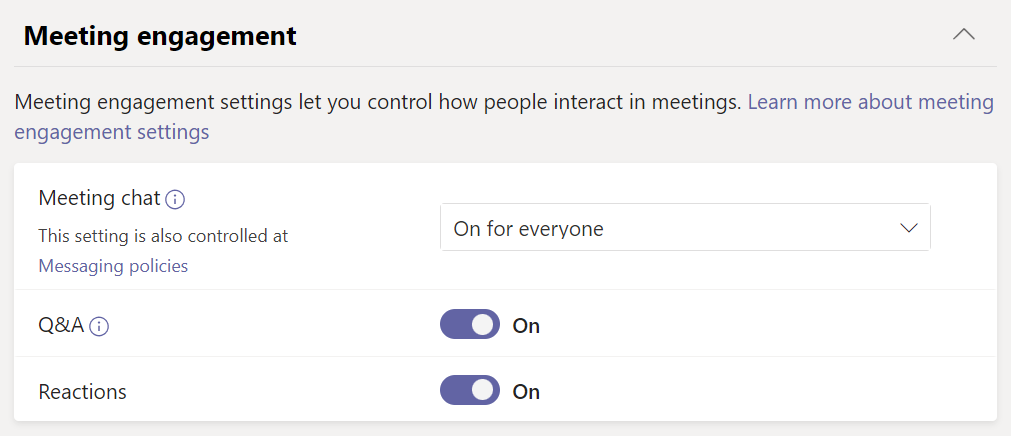 Meeting engagement
Meeting engagement settings let you control how people interact in meetings. Learn more about meeting
engagement settings
Meeting chat
This setting is also controlled at
Messaging policies
On for everyone
Q&A
On
Reactions
On